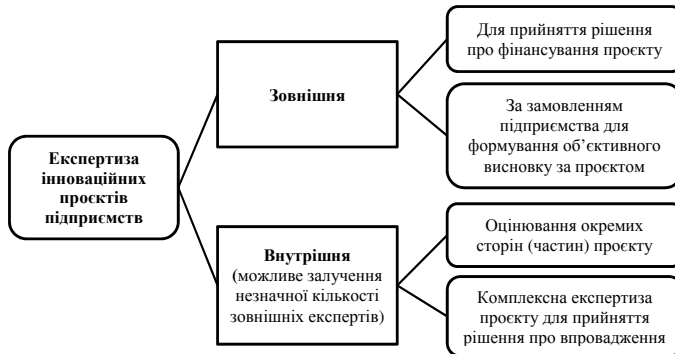 Експертиза
інноваційних
проєктів
підприємств
Зовнішня
Для прийняття рішення
про фінансування проєкту
За замовленням
підприємства для
формування об’єктивного
висновку за проєктом
Внутрішня
(можливе залучення
незначної кількості
зовнішніх експертів)
Оцінювання окремих
сторін (частин) проєкту
Комплексна експертиза
проєкту для прийняття
рішення про впровадження